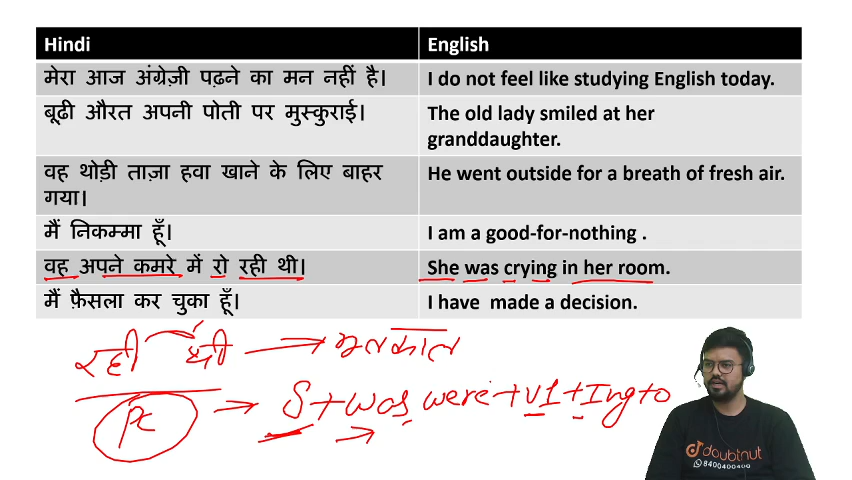 Hindi English
मेरा आज अंग्रेज़ी पढ़ने का मन नहीं है। I do not feel like studying English today.
बूढी औरत अपनी पोती पर मुस्कुराई। The old lady smiled at her
granddaughter.
वह थोड़ी ताज़ा हवा खाने के लिए बाहर He went outside for a breath of fresh air.
गया।
मैं निकम्मा हूँ। I am a good-for-nothing .
वह अपने कमरे में रो रही थी। She was crying in her room.
मैं फ़ैसला कर चुका हूँ। I have made a decision.
रही थी → भूतकाल
PC → S + was were + v1 + Ing + o
doubtnut
8400400400